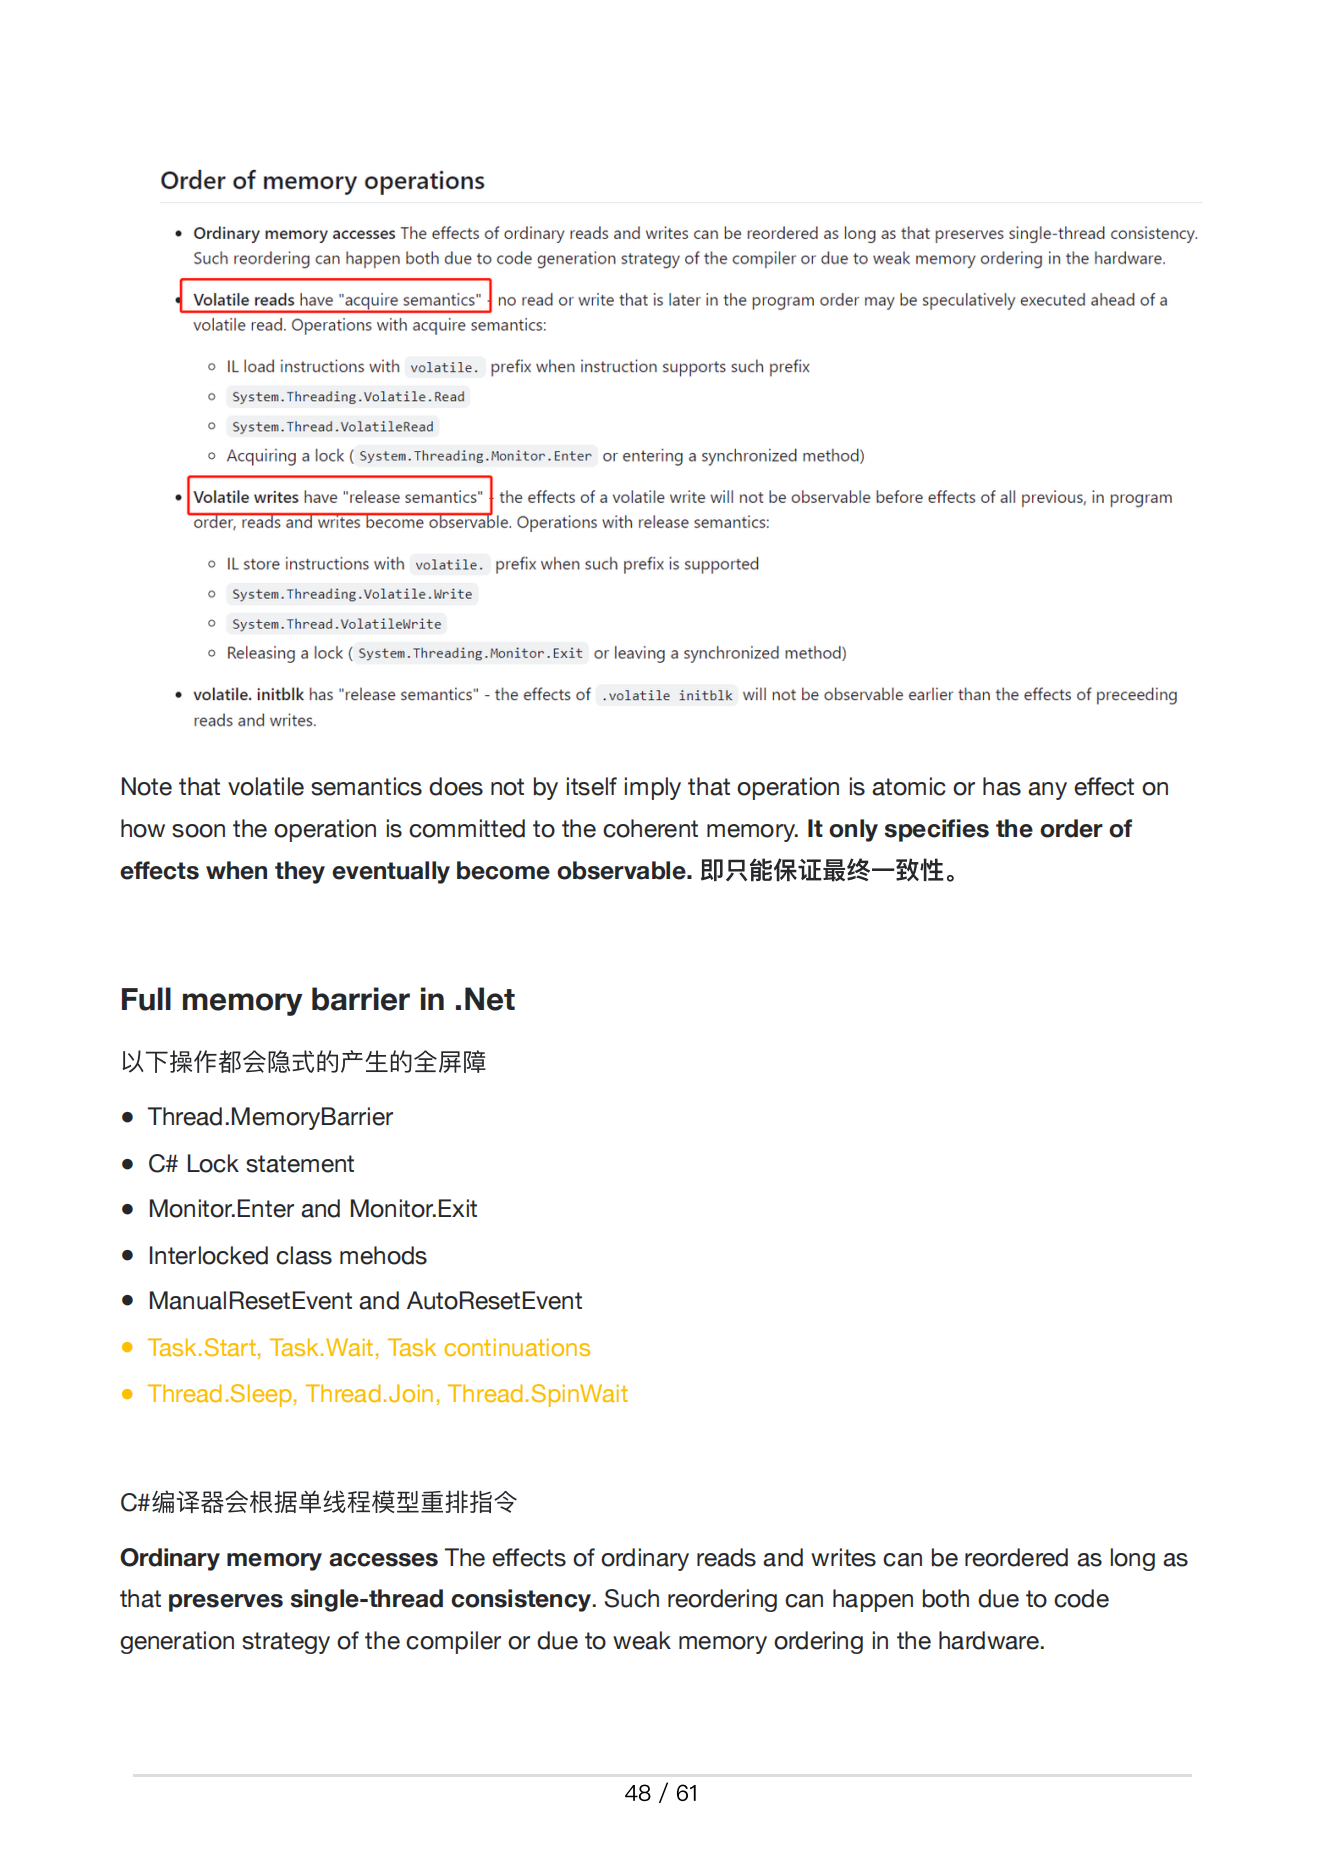 Order of memory operations
• Ordinary memory accesses The effects of ordinary reads and writes can be reordered as long as that preserves single-thread consistency.
Such reordering can happen both due to code generation strategy of the compiler or due to weak memory ordering in the hardware.
• Volatile reads have "acquire semantics" - no read or write that is later in the program order may be speculatively executed ahead of a
volatile read. Operations with acquire semantics:
◦ IL load instructions with volatile. prefix when instruction supports such prefix
◦ System.Threading.Volatile.Read
◦ System.Thread.VolatileRead
◦ Acquiring a lock ( System.Threading.Monitor.Enter or entering a synchronized method)
• Volatile writes have "release semantics" - the effects of a volatile write will not be observable before effects of all previous, in program
order, reads and writes become observable. Operations with release semantics:
◦ IL store instructions with volatile. prefix when such prefix is supported
◦ System.Threading.Volatile.Write
◦ System.Thread.VolatileWrite
◦ Releasing a lock ( System.Threading.Monitor.Exit or leaving a synchronized method)
• volatile. initblk has "release semantics" - the effects of .volatile initblk will not be observable earlier than the effects of preceeding
reads and writes.
Note that volatile semantics does not by itself imply that operation is atomic or has any effect on
how soon the operation is committed to the coherent memory. It only specifies the order of
effects when they eventually become observable. 即只能保证最终一致性。
Full memory barrier in .Net
以下操作都会隐式的产生的全屏障
• Thread.MemoryBarrier
• C# Lock statement
• Monitor.Enter and Monitor.Exit
• Interlocked class mehods
• ManualResetEvent and AutoResetEvent
• Task.Start, Task.Wait, Task continuations
• Thread.Sleep, Thread.Join, Thread.SpinWait
C#编译器会根据单线程模型重排指令
Ordinary memory accesses The effects of ordinary reads and writes can be reordered as long as
that preserves single-thread consistency. Such reordering can happen both due to code
generation strategy of the compiler or due to weak memory ordering in the hardware.
48 / 61